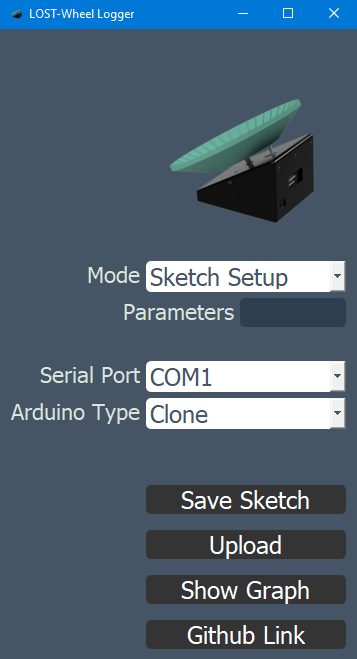 LOST-Wheel Logger
Mode Sketch Setup
Parameters
Serial Port COM1
Arduino Type Clone
Save Sketch
Upload
Show Graph
Github Link